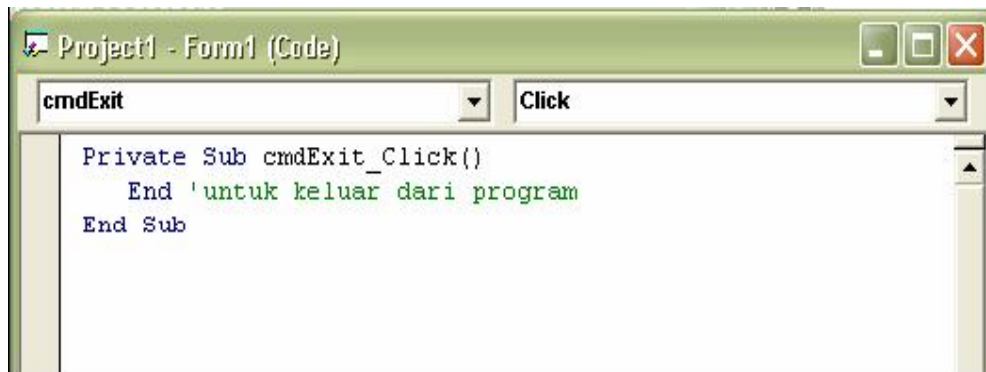 Project1 - Form1 (Code)
cmdExit Click
Private Sub cmdExit_Click()
End 'untuk keluar dari program
End Sub